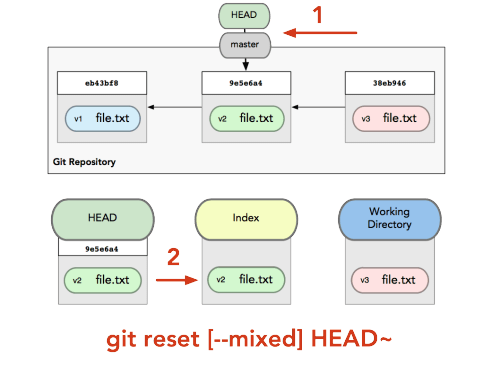 HEAD
1
master
eb43bf8
9e5e6a4
38eb946
v1 file.txt
v2 file.txt
v3 file.txt
Git Repository
HEAD
Index
Working
Directory
9e5e6a4
2
v2 file.txt
v2 file.txt
v3 file.txt
git reset [--mixed] HEAD~